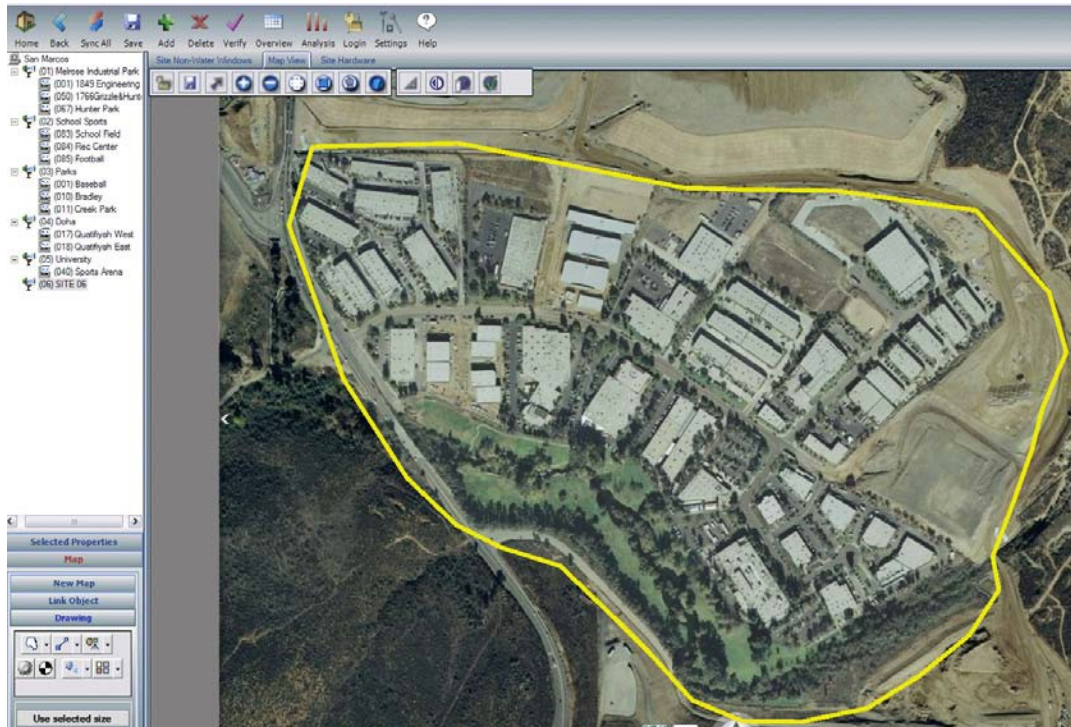 Home Back Sync All Save Add Delete Verify Overview Analysis Login Settings Help
San Marcos
(01) Melrose Industrial Park
(001) 1849 Engineering
(050) 1766Grizzle&Hunt
(067) Hunter Park
(02) School Sports
(083) School Field
(084) Rec Center
(085) Football
(03) Parks
(001) Baseball
(010) Bradley
(011) Creek Park
(04) Doha
(017) Quatifiyah West
(018) Quatifiyah East
(05) University
(040) Sports Arena
(06) SITE 06
Site Non-Water Windows Map View Site Hardware
Selected Properties
Map
New Map
Link Object
Drawing
Use selected size